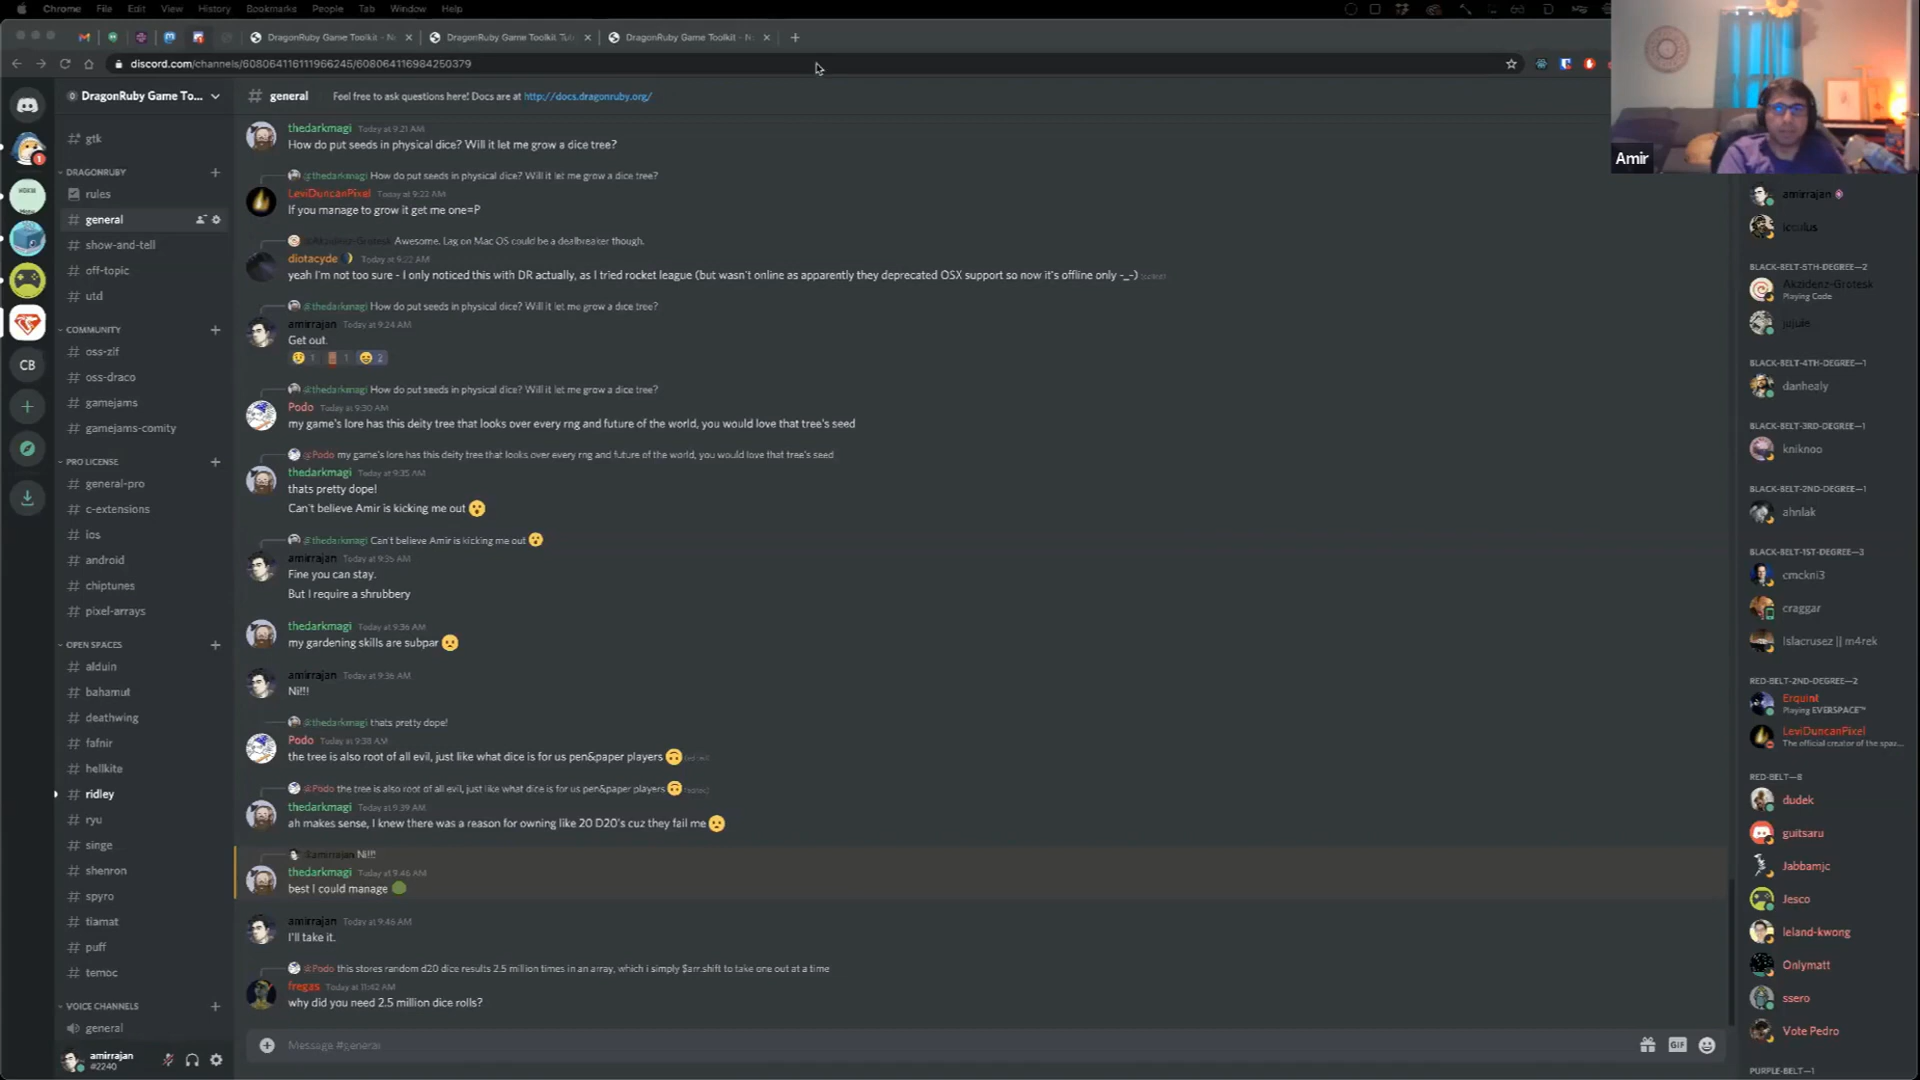 Chrome File Edit View History Bookmarks People Tab Window Help
DragonRuby Game Toolkit - N
DragonRuby Game Toolkit Tut
DragonRuby Game Toolkit - N
discord.com/channels/608064116111966245/608064116984250379
DragonRuby Game To...
# general Feel free to ask questions here! Docs are at http://docs.dragonruby.org/
Amir
gtk
DRAGONRUBY
rules
general
show-and-tell
off-topic
utd
COMMUNITY
oss-zif
oss-draco
gamejams
gamejams-comity
PRO LICENSE
general-pro
c-extensions
ios
android
chiptunes
pixel-arrays
OPEN SPACES
alduin
bahamut
deathwing
fafnir
hellkite
ridley
ryu
singe
shenron
spyro
tiamat
puff
temoc
VOICE CHANNELS
general
amirrajan
#2240
CB
thedarkmagi Today at 9:21 AM
How do put seeds in physical dice? Will it let me grow a dice tree?
@thedarkmagi How do put seeds in physical dice? Will it let me grow a dice tree?
LeviDuncanPixel Today at 9:22 AM
If you manage to grow it get me one=P
@Akzidenz-Grotesk Awesome. Lag on Mac OS could be a dealbreaker though.
diotacyde Today at 9:22 AM
yeah I'm not too sure - I only noticed this with DR actually, as I tried rocket league (but wasn't online as apparently they deprecated OSX support so now it's offline only -_-) (edited)
@thedarkmagi How do put seeds in physical dice? Will it let me grow a dice tree?
amirrajan Today at 9:24 AM
Get out.
1 1 2
@thedarkmagi How do put seeds in physical dice? Will it let me grow a dice tree?
Podo Today at 9:30 AM
my game's lore has this deity tree that looks over every rng and future of the world, you would love that tree's seed
@Podo my game's lore has this deity tree that looks over every rng and future of the world, you would love that tree's seed
thedarkmagi Today at 9:35 AM
thats pretty dope!
Can't believe Amir is kicking me out 😮
@thedarkmagi Can't believe Amir is kicking me out 😮
amirrajan Today at 9:35 AM
Fine you can stay.
But I require a shrubbery
thedarkmagi Today at 9:36 AM
my gardening skills are subpar 🙁
amirrajan Today at 9:36 AM
Ni!!!
@thedarkmagi thats pretty dope!
Podo Today at 9:38 AM
the tree is also root of all evil, just like what dice is for us pen&paper players 🙃 (edited)
@Podo the tree is also root of all evil, just like what dice is for us pen&paper players 🙃 (edited)
thedarkmagi Today at 9:39 AM
ah makes sense, I knew there was a reason for owning like 20 D20's cuz they fail me 🙁
@amirrajan Ni!!!
thedarkmagi Today at 9:46 AM
best I could manage
amirrajan Today at 9:46 AM
I'll take it.
@Podo this stores random d20 dice results 2.5 million times in an array, which i simply $arr.shift to take one out at a time
fregas Today at 11:42 AM
why did you need 2.5 million dice rolls?
Message #general
GIF
amirrajan
icculus
BLACK-BELT-5TH-DEGREE—2
Akzidenz-Grotesk
Playing Code
jujule
BLACK-BELT-4TH-DEGREE—1
danhealy
BLACK-BELT-3RD-DEGREE—1
kniknoo
BLACK-BELT-2ND-DEGREE—1
ahnlak
BLACK-BELT-1ST-DEGREE—3
cmckni3
craggar
Islacrusez || m4rek
RED-BELT-2ND-DEGREE—2
Erquint
Playing EVERSPACE™
LeviDuncanPixel
The official creator of the spa...
RED-BELT—8
dudek
guitsaru
Jabbamjc
Jesco
leland-kwong
Onlymatt
ssero
Vote Pedro
PURPLE-BELT—1